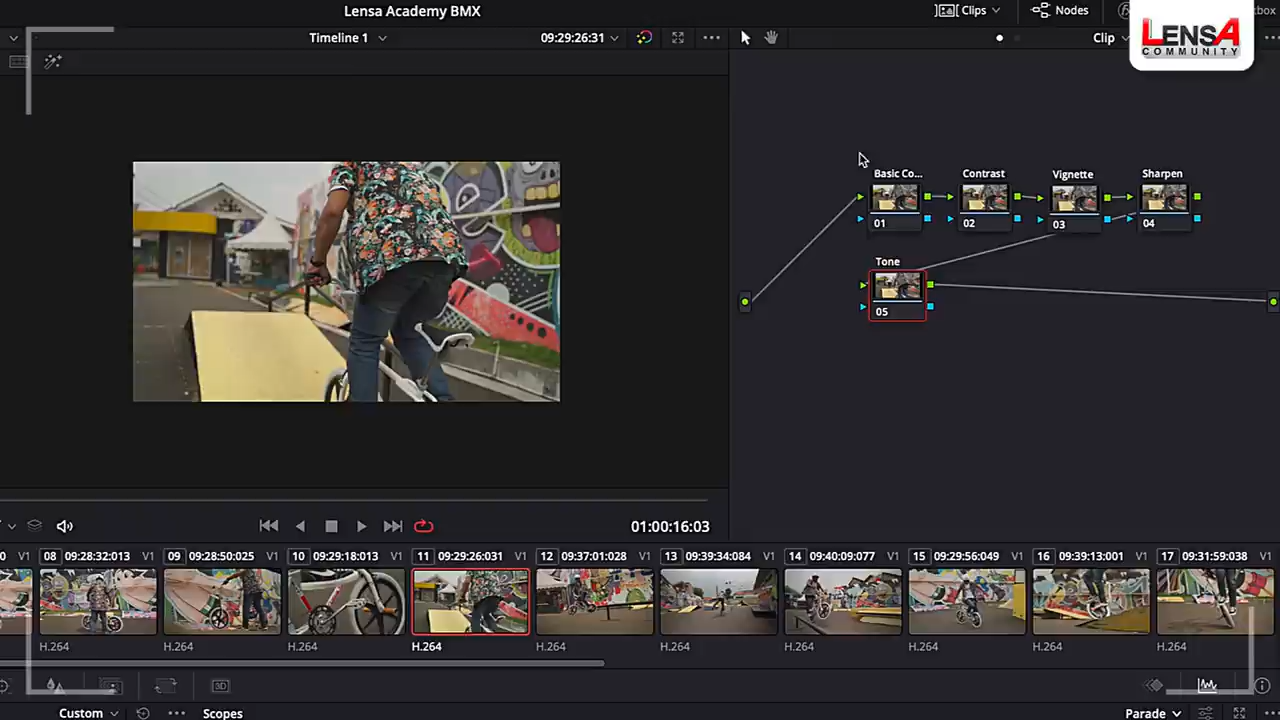 Lensa Academy BMX
Clips
Nodes
box
LENSA
COMMUNITY
Timeline 1
09:29:26:31
Clip
Basic Co...
Contrast
Vignette
Sharpen
01
02
03
04
Tone
05
01:00:16:03
0 V1
08 09:28:32:013 V1
09 09:28:50:025 V1
10 09:29:18:013 V1
11 09:29:26:031 V1
12 09:37:01:028 V1
13 09:39:34:084 V1
14 09:40:09:077 V1
15 09:29:56:049 V1
16 09:39:13:001 V1
17 09:31:59:038 V1
H.264
H.264
H.264
H.264
H.264
H.264
H.264
H.264
H.264
H.264
3D
Custom
Scopes
Parade